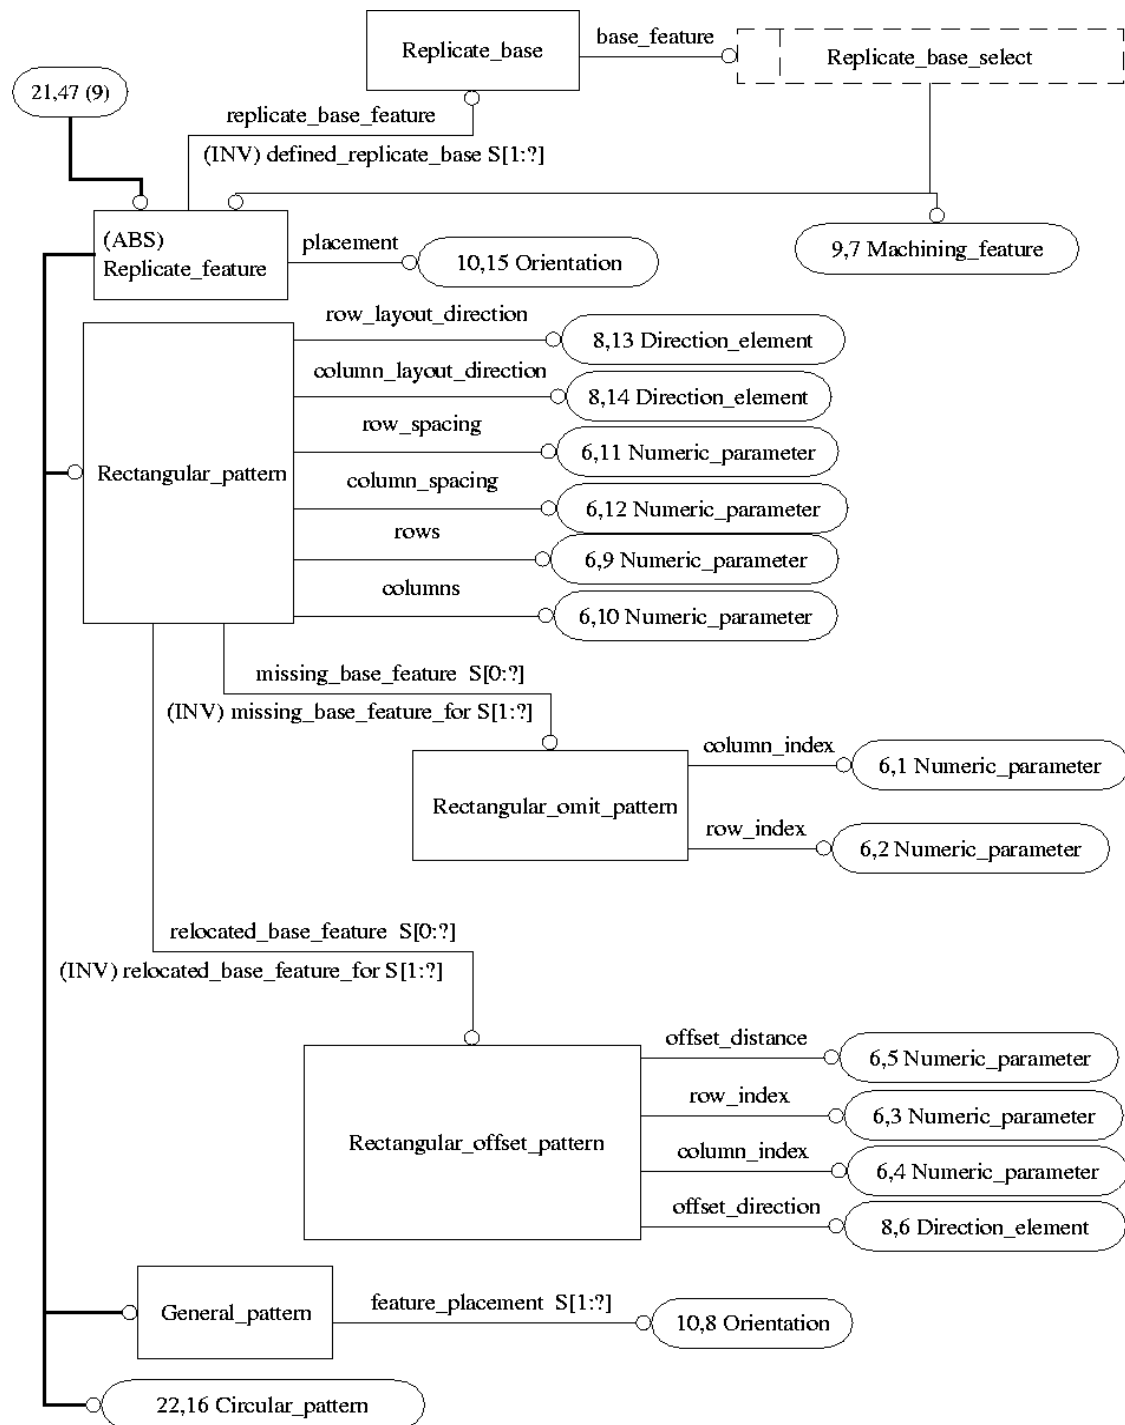 Replicate_base
base_feature
Replicate_base_select
21,47 (9)
replicate_base_feature
(INV) defined_replicate_base S[1:?]
(ABS)
Replicate_feature
placement
10,15 Orientation
9,7 Machining_feature
row_layout_direction
8,13 Direction_element
column_layout_direction
8,14 Direction_element
row_spacing
6,11 Numeric_parameter
Rectangular_pattern
column_spacing
6,12 Numeric_parameter
rows
6,9 Numeric_parameter
columns
6,10 Numeric_parameter
missing_base_feature S[0:?]
(INV) missing_base_feature_for S[1:?]
column_index
6,1 Numeric_parameter
Rectangular_omit_pattern
row_index
6,2 Numeric_parameter
relocated_base_feature S[0:?]
(INV) relocated_base_feature_for S[1:?]
offset_distance
6,5 Numeric_parameter
row_index
6,3 Numeric_parameter
Rectangular_offset_pattern
column_index
6,4 Numeric_parameter
offset_direction
8,6 Direction_element
General_pattern
feature_placement S[1:?]
10,8 Orientation
22,16 Circular_pattern